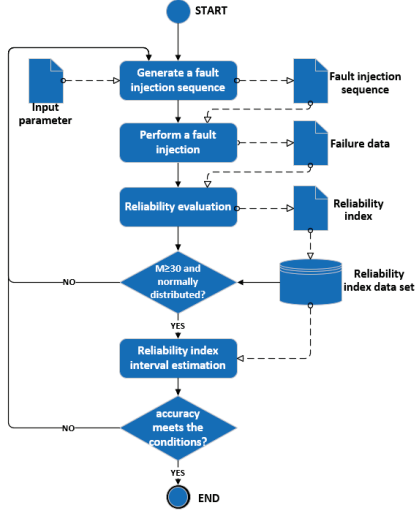 START
Generate a fault
injection sequence
Input
parameter
Fault injection
sequence
Perform a fault
injection
Failure data
Reliability evaluation
Reliability
index
M≥30 and
normally
distributed?
NO
Reliability
index data set
YES
Reliability index
interval estimation
accuracy
meets the
conditions?
NO
YES
END